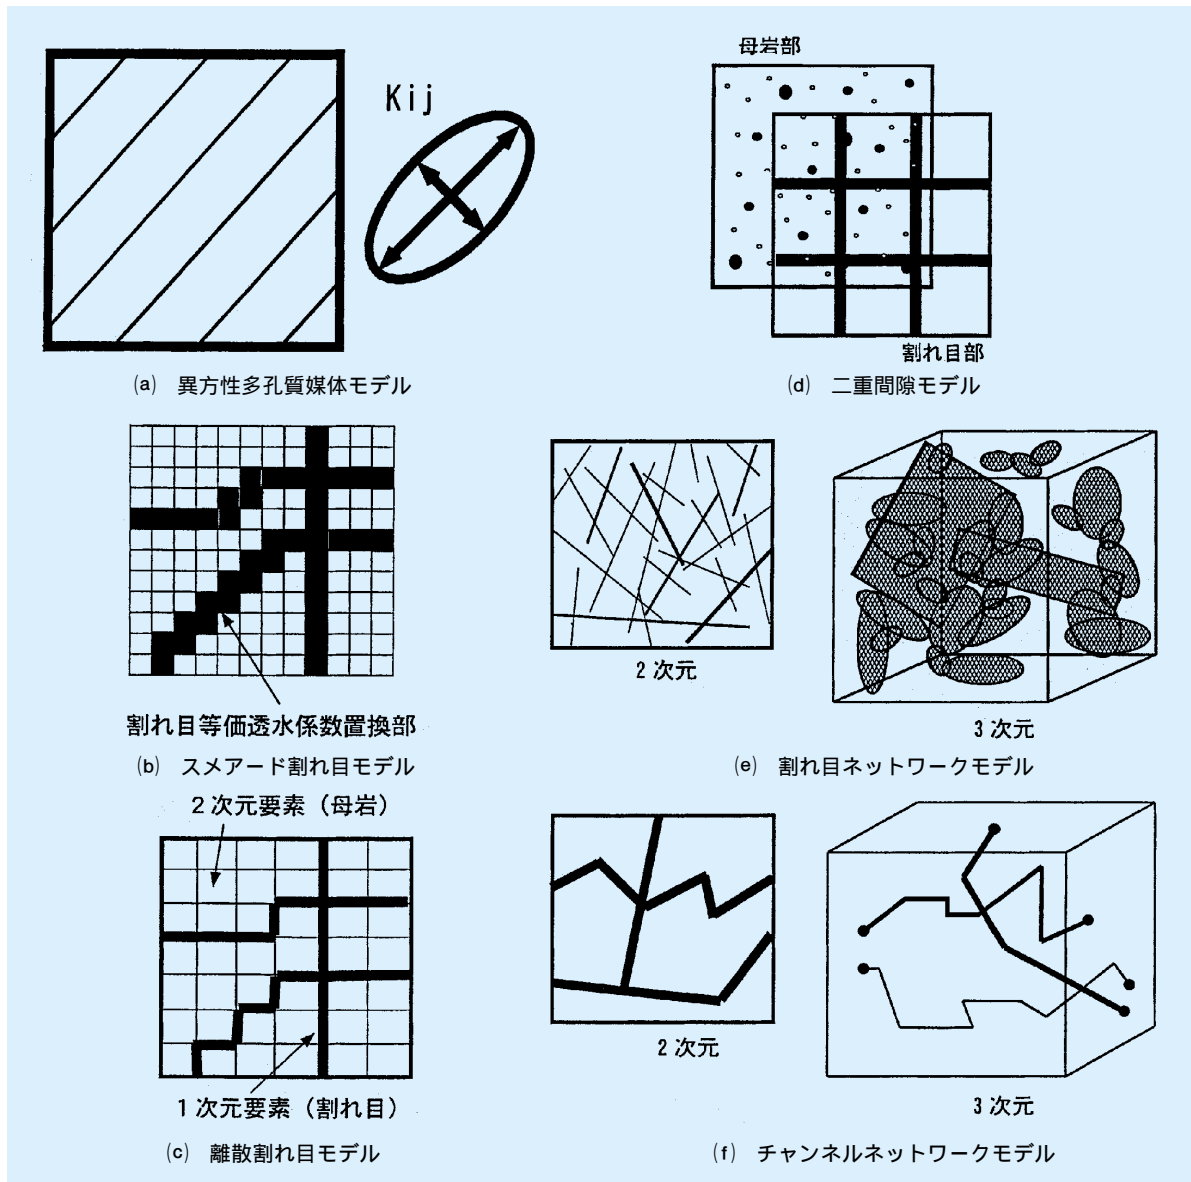 Kij
(a) 異方性多孔質媒体モデル
母岩部
割れ目部
(d) 二重間隙モデル
割れ目等価透水係数置換部
(b) スメアード割れ目モデル
2次元
3次元
(e) 割れ目ネットワークモデル
2次元要素(母岩)
1次元要素(割れ目)
(c) 離散割れ目モデル
2次元
3次元
(f) チャンネルネットワークモデル